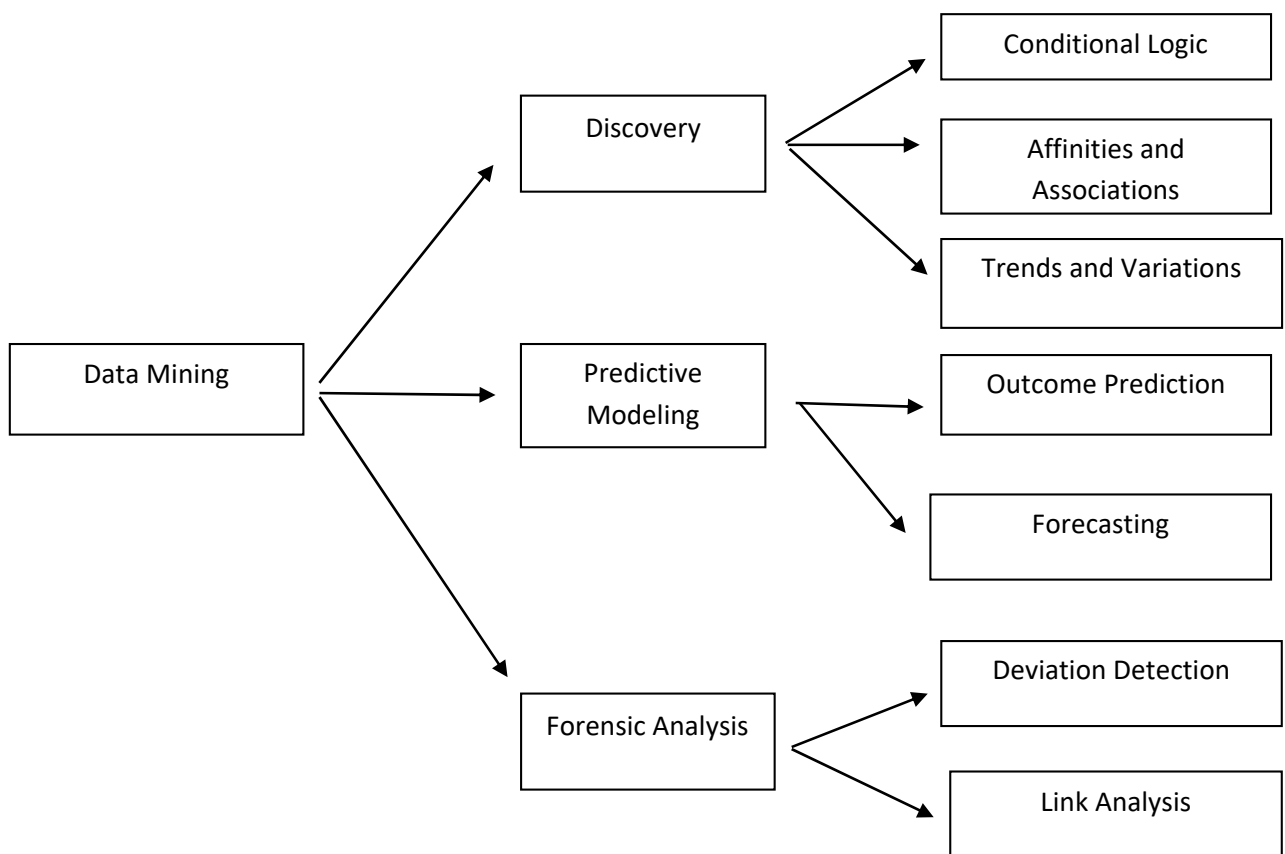 Conditional Logic
Discovery
Affinities and
Associations
Trends and Variations
Data Mining
Predictive
Modeling
Outcome Prediction
Forecasting
Deviation Detection
Forensic Analysis
Link Analysis